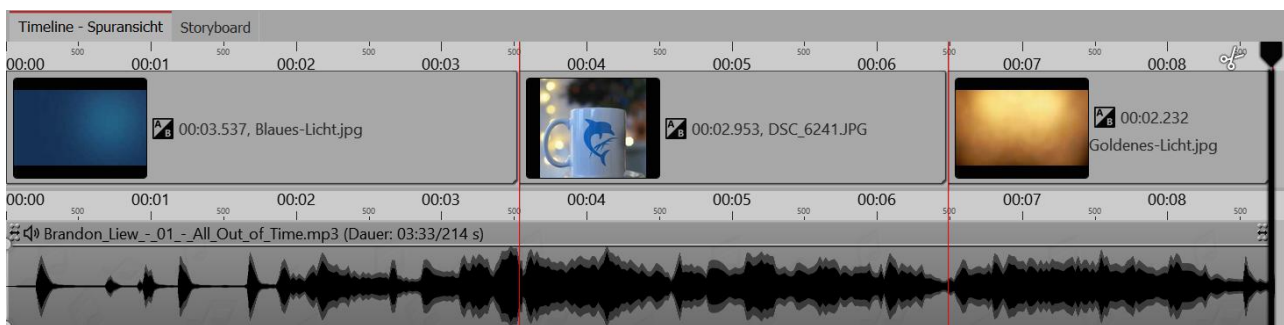 Timeline - Spuransicht Storyboard
500 500 500 500 500 500 500 500 500
00:00 00:01 00:02 00:03 00:04 00:05 00:06 00:07 00:08
A B 00:03.537, Blaues-Licht.jpg A B 00:02.953, DSC_6241.JPG A B 00:02.232
Goldenes-Licht.jpg
00:00 00:01 00:02 00:03 00:04 00:05 00:06 00:07 00:08
500 500 500 500 500 500 500 500 500
Brandon_Liew_-_01_-_All_Out_of_Time.mp3 (Dauer: 03:33/214 s)